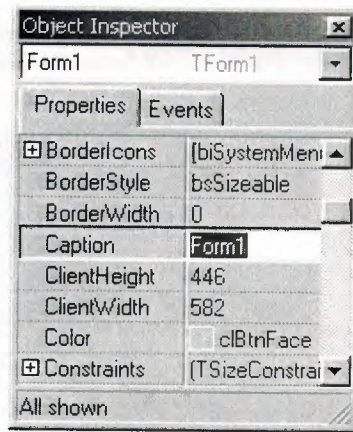 Object Inspector
Form1 TForm1
Properties Events
BorderIcons [biSystemMen
BorderStyle bsSizeable
BorderWidth 0
Caption Form1
ClientHeight 446
ClientWidth 582
Color clBtnFace
Constraints (TSizeConstrai
All shown